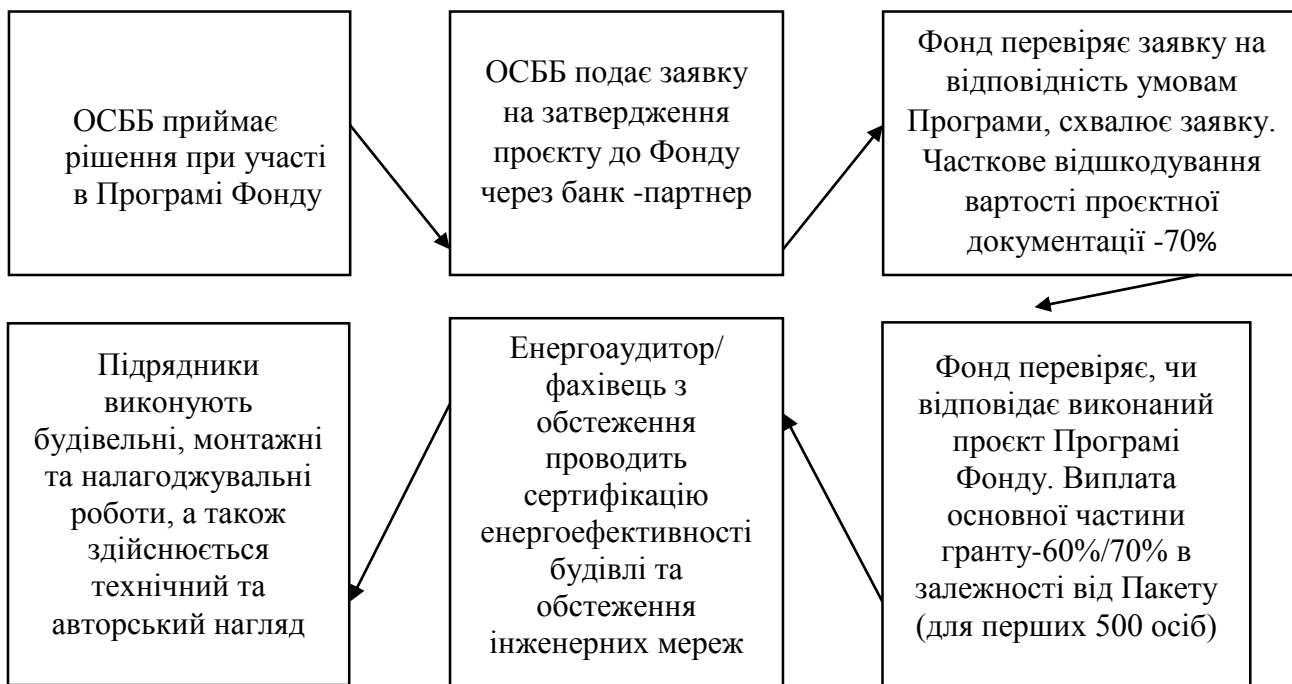 ОСББ приймає
рішення при участі
в Програмі Фонду
ОСББ подає заявку
на затвердження
проєкту до Фонду
через банк -партнер
Фонд перевіряє заявку на
відповідність умовам
Програми, схвалює заявку.
Часткове відшкодування
вартості проєктної
документації -70%
Фонд перевіряє, чи
відповідає виконаний
проєкт Програмі
Фонду. Виплата
основної частини
гранту-60%/70% в
залежності від Пакету
(для перших 500 осіб)
Енергоаудитор/
фахівець з
обстеження
проводить
сертифікацію
енергоефективності
будівлі та
обстеження
інженерних мереж
Підрядники
виконують
будівельні, монтажні
та налагоджувальні
роботи, а також
здійснюється
технічний та
авторський нагляд